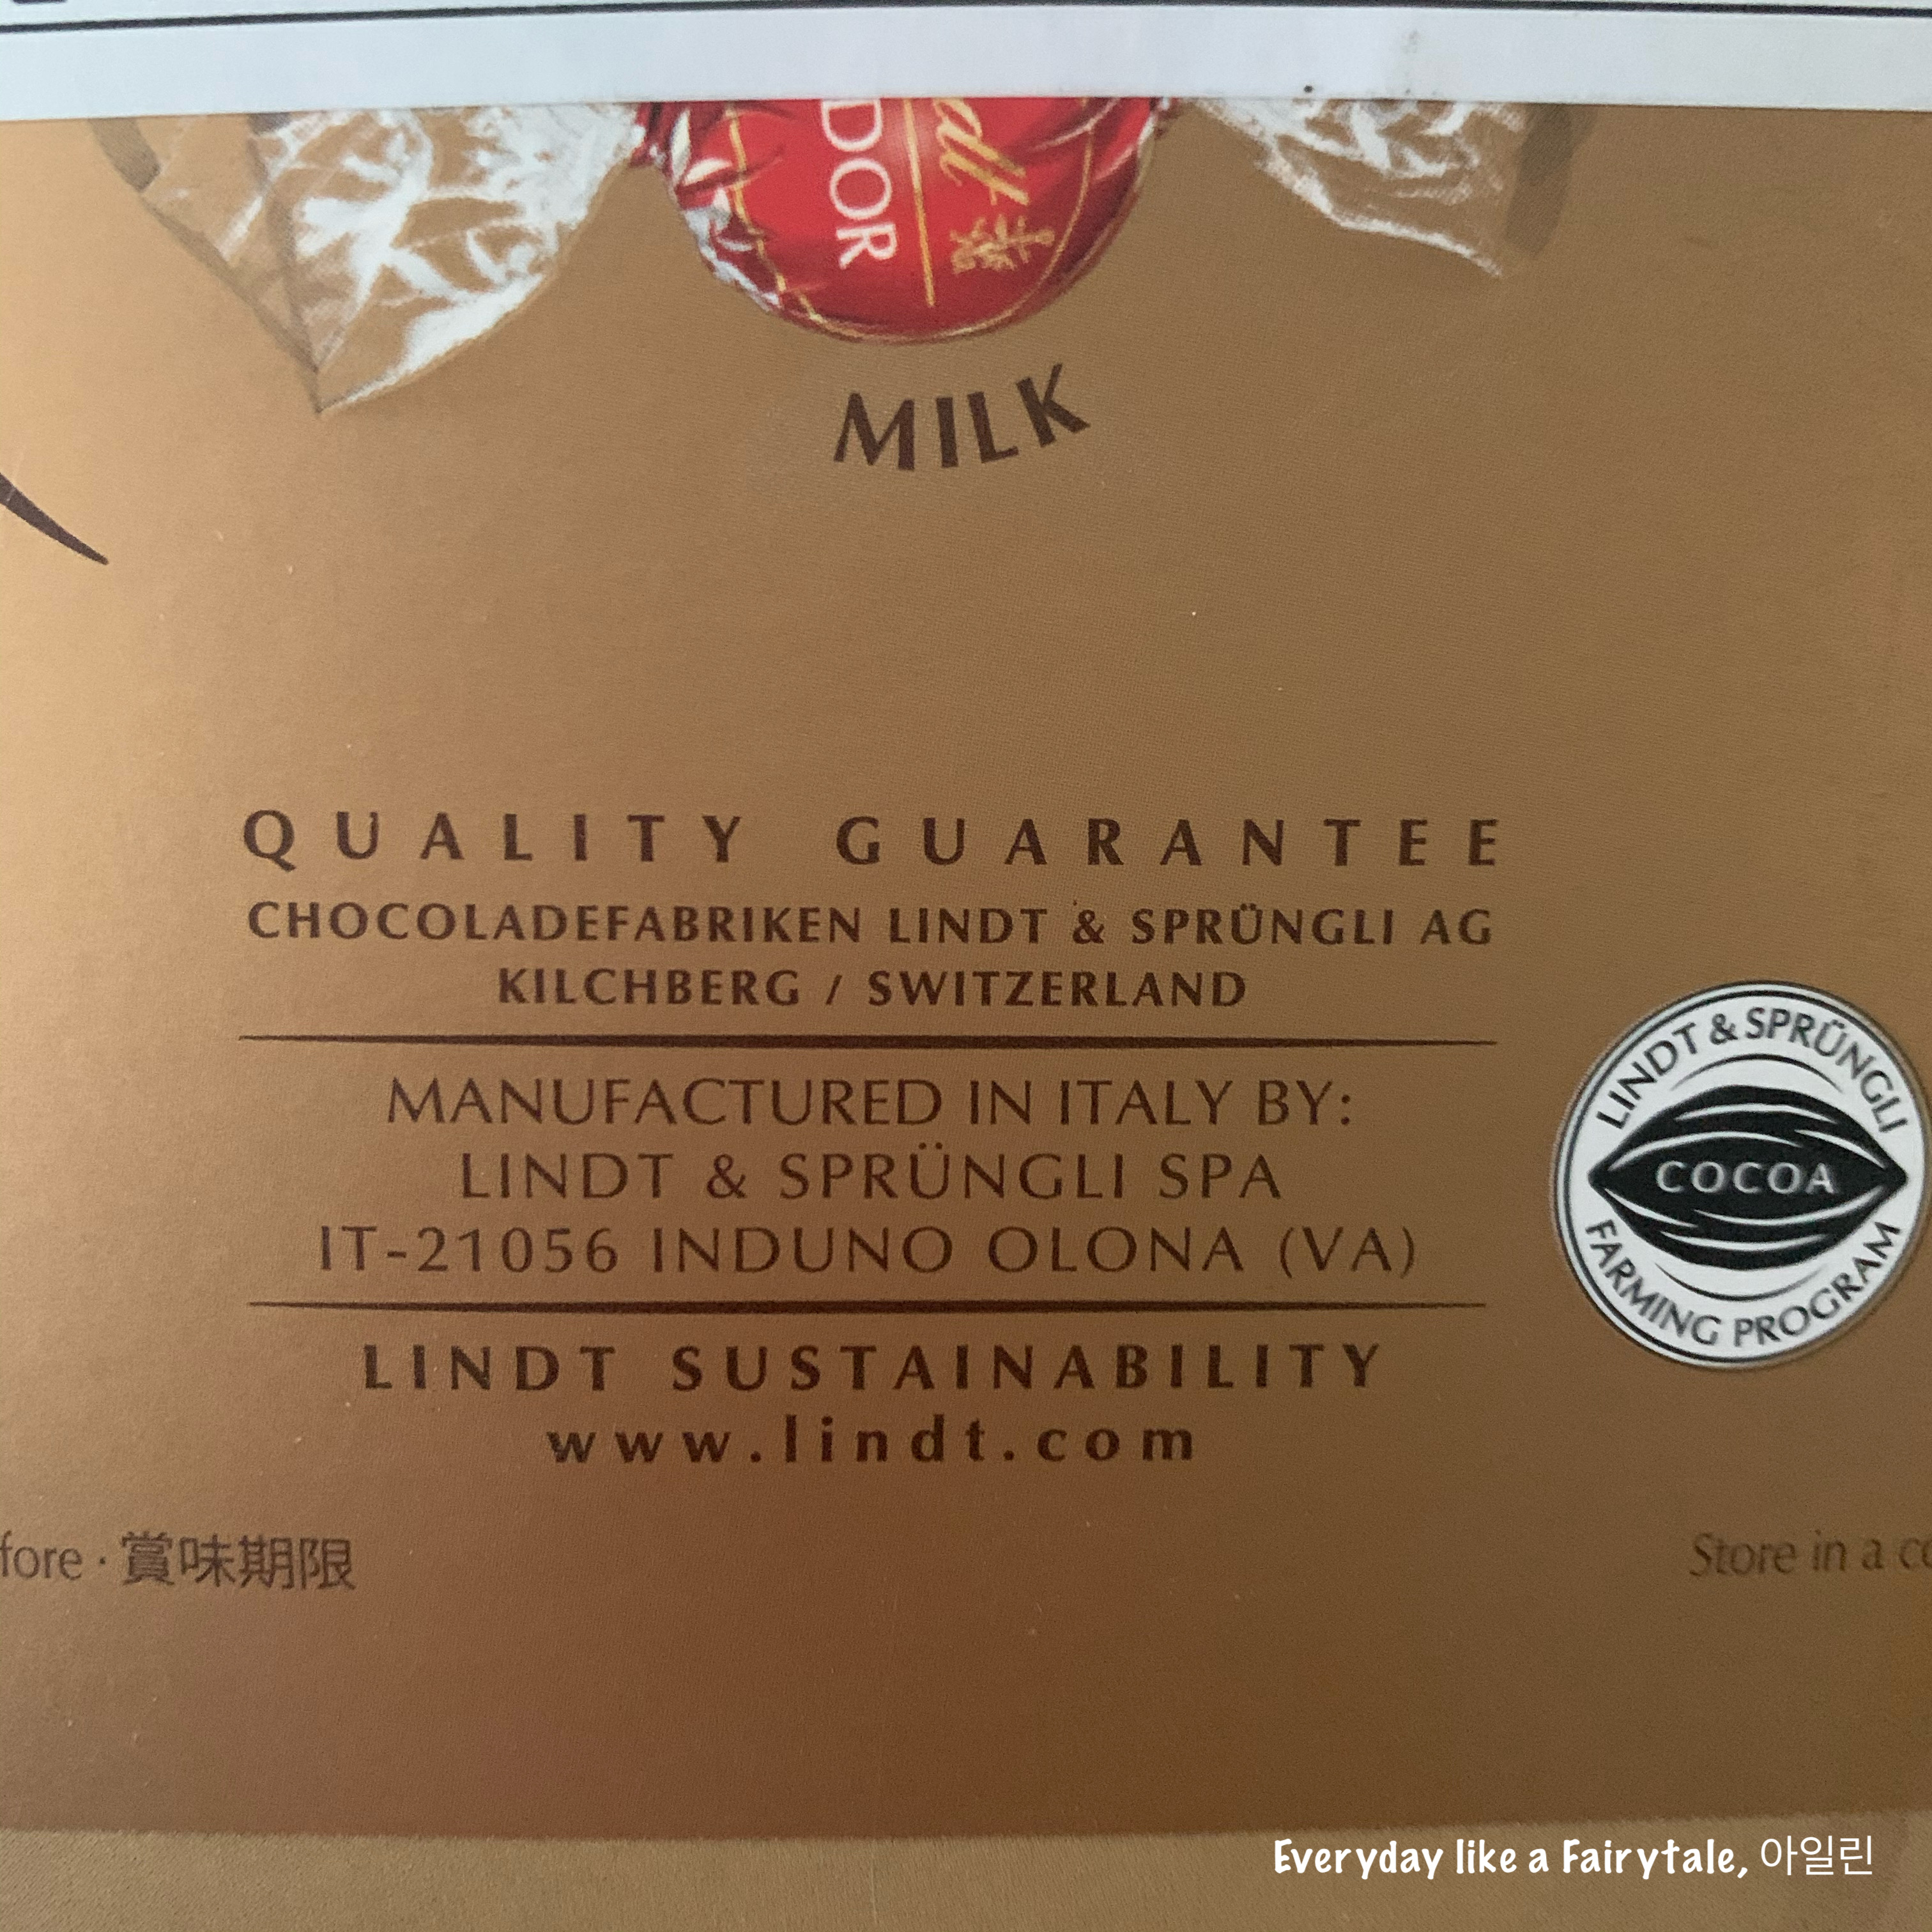 DOR
MILK
QUALITY GUARANTEE
CHOCOLADEFABRIKEN LINDT & SPRÜNGLI AG
KILCHBERG / SWITZERLAND
MANUFACTURED IN ITALY BY:
LINDT & SPRÜNGLI SPA
IT-21056 INDUNO OLONA (VA)
LINDT & SPRÜNGLI
COCOA
FARMING PROGRAM
LINDT SUSTAINABILITY
www.lindt.com
fore · 賞味期限
Store in a
Everyday like a Fairytale, 아일린